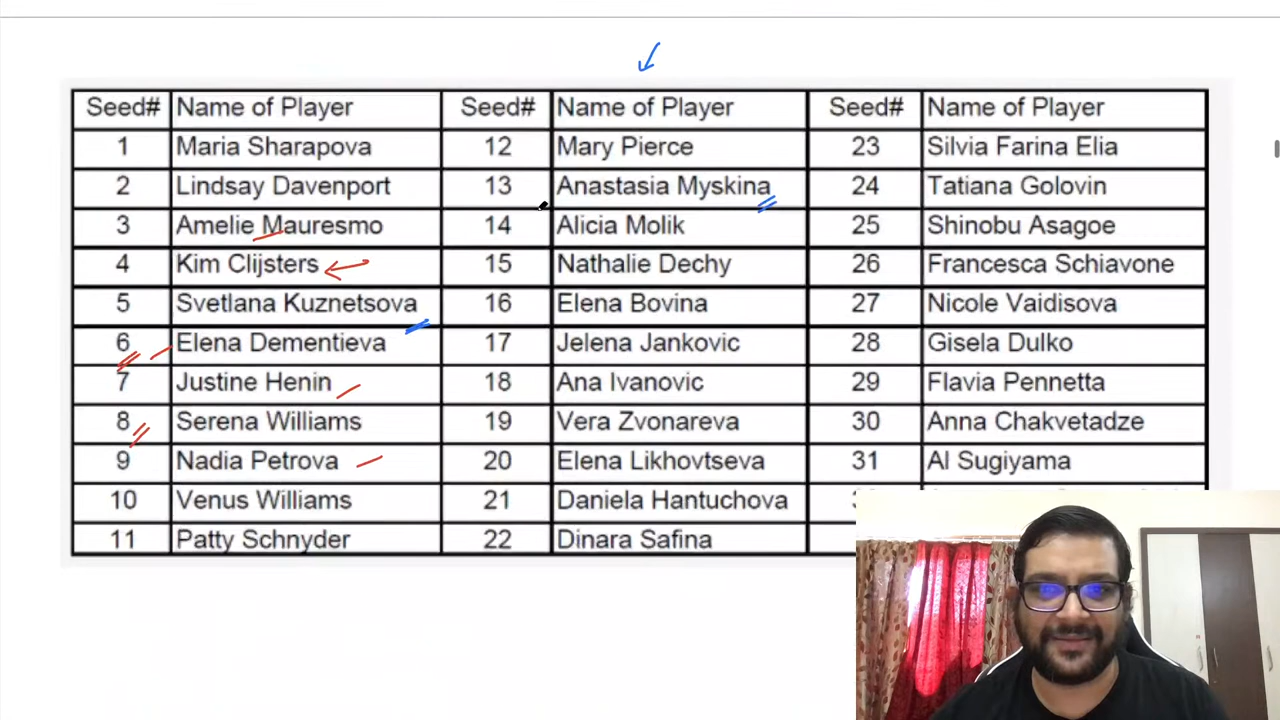 Seed# Name of Player Seed# Name of Player Seed# Name of Player
1 Maria Sharapova 12 Mary Pierce 23 Silvia Farina Elia
2 Lindsay Davenport 13 Anastasia Myskina 24 Tatiana Golovin
3 Amelie Mauresmo 14 Alicia Molik 25 Shinobu Asagoe
4 Kim Clijsters 15 Nathalie Dechy 26 Francesca Schiavone
5 Svetlana Kuznetsova 16 Elena Bovina 27 Nicole Vaidisova
6 Elena Dementieva 17 Jelena Jankovic 28 Gisela Dulko
7 Justine Henin 18 Ana Ivanovic 29 Flavia Pennetta
8 Serena Williams 19 Vera Zvonareva 30 Anna Chakvetadze
9 Nadia Petrova 20 Elena Likhovtseva 31 Al Sugiyama
10 Venus Williams 21 Daniela Hantuchova
11 Patty Schnyder 22 Dinara Safina